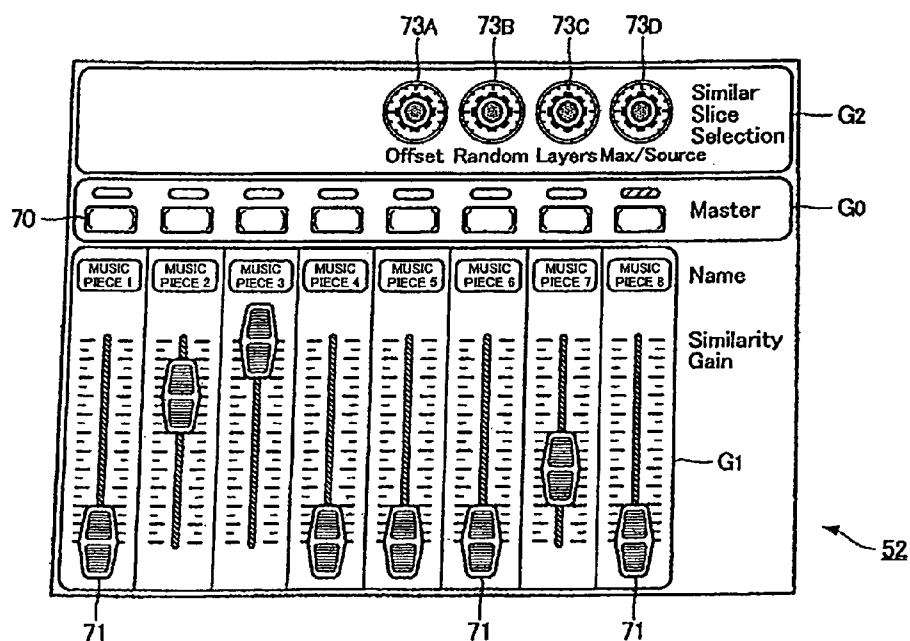 73A 73B 73C 73D
Similar
Slice
Selection
G2
Offset Random Layers Max/Source
70
Master
G0
MUSIC PIECE 1
MUSIC PIECE 2
MUSIC PIECE 3
MUSIC PIECE 4
MUSIC PIECE 5
MUSIC PIECE 6
MUSIC PIECE 7
MUSIC PIECE 8
Name
Similarity
Gain
G1
52
71 71 71